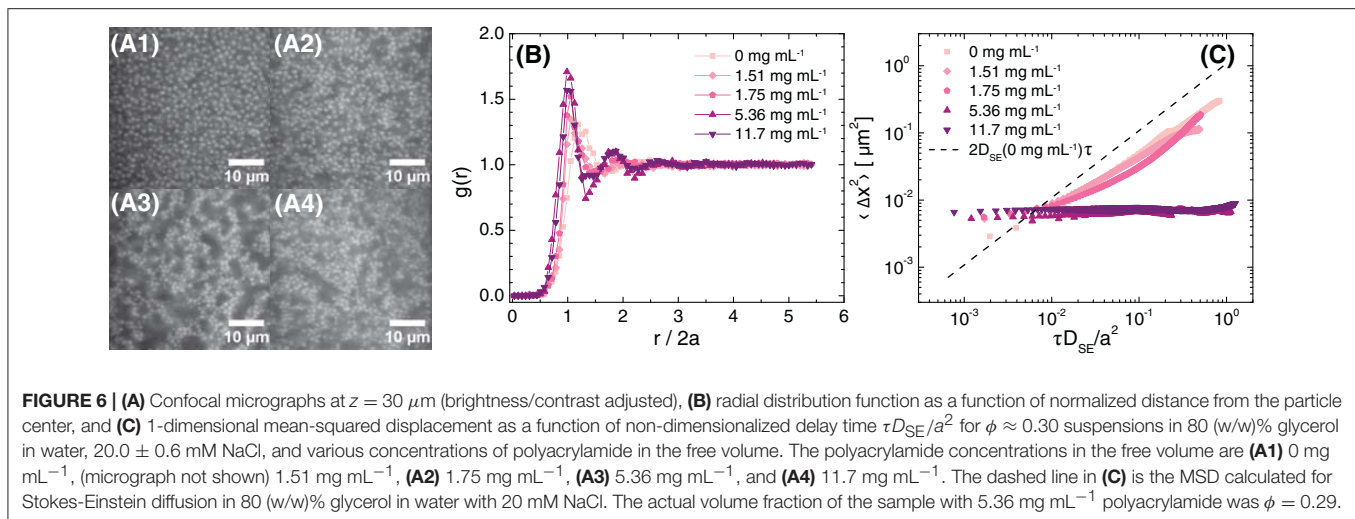 (A1)
(A2)
10 µm
10 µm
(A3)
(A4)
10 µm
10 µm
(B)
2.0
1.5
1.0
0.5
0.0
g(r)
0 mg mL⁻¹
1.51 mg mL⁻¹
1.75 mg mL⁻¹
5.36 mg mL⁻¹
11.7 mg mL⁻¹
0 1 2 3 4 5 6
r / 2a
(C)
⟨ Δx² ⟩ [ µm² ]
10⁰
10⁻¹
10⁻²
10⁻³
0 mg mL⁻¹
1.51 mg mL⁻¹
1.75 mg mL⁻¹
5.36 mg mL⁻¹
11.7 mg mL⁻¹
2D_SE(0 mg mL⁻¹)τ
10⁻³ 10⁻² 10⁻¹ 10⁰
τD_SE/a²
FIGURE 6 | (A) Confocal micrographs at z = 30 µm (brightness/contrast adjusted), (B) radial distribution function as a function of normalized distance from the particle
center, and (C) 1-dimensional mean-squared displacement as a function of non-dimensionalized delay time τD_SE/a² for ϕ ≈ 0.30 suspensions in 80 (w/w)% glycerol
in water, 20.0 ± 0.6 mM NaCl, and various concentrations of polyacrylamide in the free volume. The polyacrylamide concentrations in the free volume are (A1) 0 mg
mL⁻¹, (micrograph not shown) 1.51 mg mL⁻¹, (A2) 1.75 mg mL⁻¹, (A3) 5.36 mg mL⁻¹, and (A4) 11.7 mg mL⁻¹. The dashed line in (C) is the MSD calculated for
Stokes-Einstein diffusion in 80 (w/w)% glycerol in water with 20 mM NaCl. The actual volume fraction of the sample with 5.36 mg mL⁻¹ polyacrylamide was ϕ = 0.29.